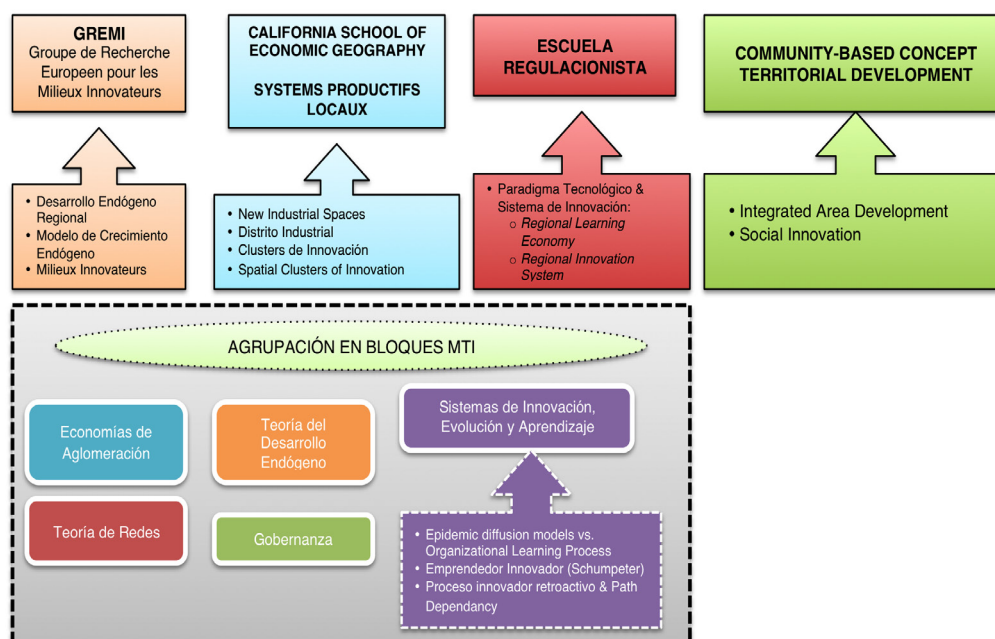 GREMI
Groupe de Recherche
Europeen pour les
Milieux Innovateurs
CALIFORNIA SCHOOL OF
ECONOMIC GEOGRAPHY
SYSTEMS PRODUCTIFS
LOCAUX
ESCUELA
REGULACIONISTA
COMMUNITY-BASED CONCEPT
TERRITORIAL DEVELOPMENT
• Desarrollo Endógeno
Regional
• Modelo de Crecimiento
Endógeno
• Milieux Innovateurs
• New Industrial Spaces
• Distrito Industrial
• Clusters de Innovación
• Spatial Clusters of Innovation
• Paradigma Tecnológico &
Sistema de Innovación:
o Regional Learning
Economy
o Regional Innovation
System
• Integrated Area Development
• Social Innovation
AGRUPACIÓN EN BLOQUES MTI
Economías de
Aglomeración
Teoría del
Desarrollo
Endógeno
Sistemas de Innovación,
Evolución y Aprendizaje
Teoría de Redes
Gobernanza
• Epidemic diffusion models vs.
Organizational Learning Process
• Emprendedor Innovador (Schumpeter)
• Proceso innovador retroactivo & Path
Dependancy